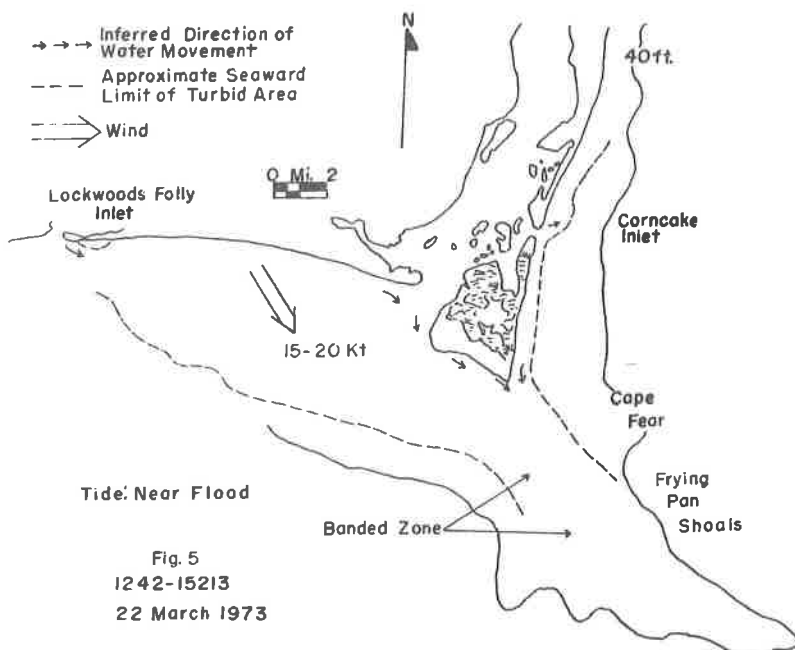 Inferred Direction of
Water Movement
Approximate Seaward
Limit of Turbid Area
Wind
N
40ft.
0 Mi. 2
Lockwoods Folly
Inlet
Corncake
Inlet
15-20 Kt
Cape
Fear
Frying
Pan
Shoals
Tide: Near Flood
Banded Zone
Fig. 5
1242-15213
22 March 1973